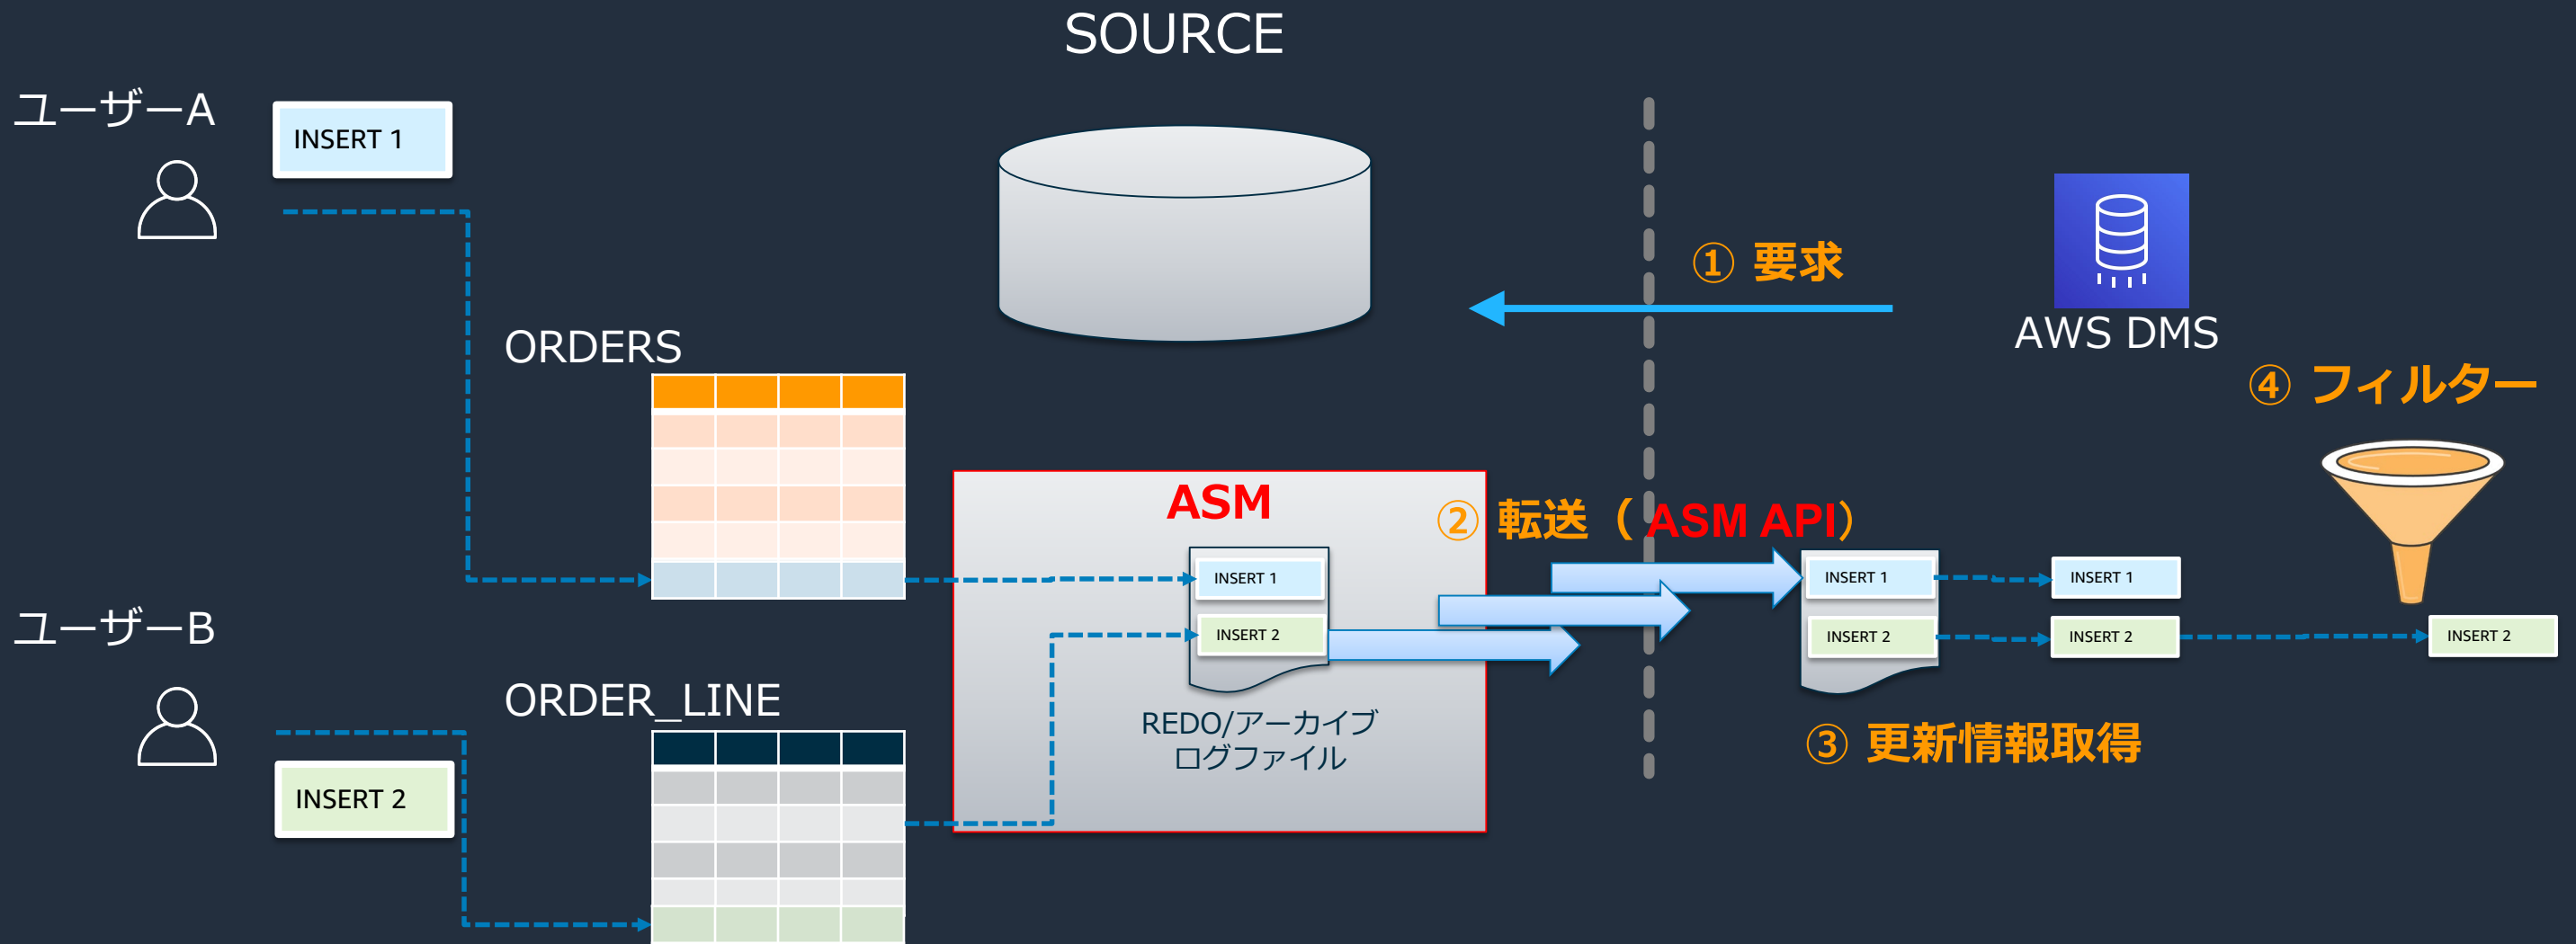 SOURCE
ユーザーA
INSERT 1
① 要求
AWS DMS
ORDERS
④ フィルター
ASM
② 転送（ ASM API）
INSERT 1
INSERT 2
REDO/アーカイブ
ログファイル
INSERT 1
INSERT 2
INSERT 1
INSERT 2
INSERT 2
③ 更新情報取得
ユーザーB
ORDER_LINE
INSERT 2